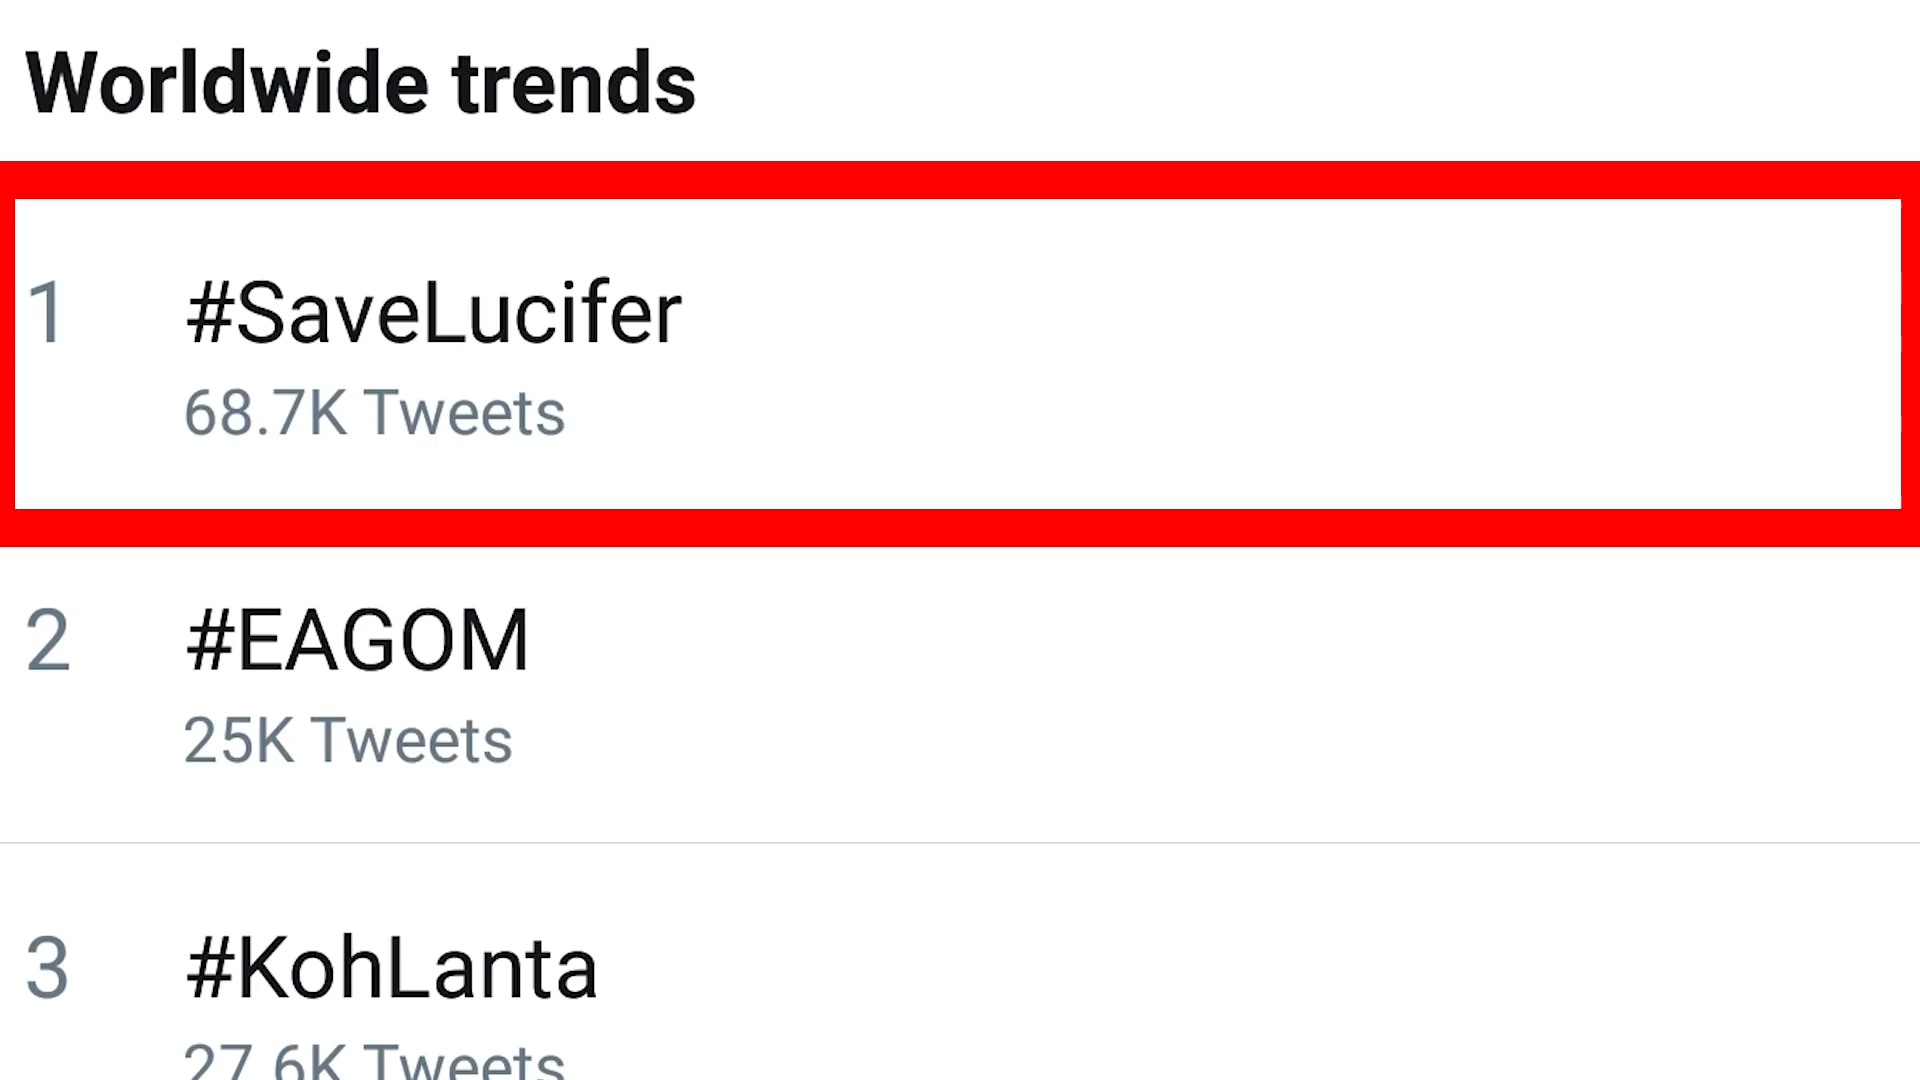 Worldwide trends
1 #SaveLucifer
68.7K Tweets
2 #EAGOM
25K Tweets
3 #KohLanta
27.6K Tweets